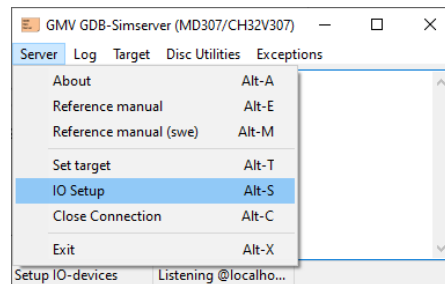 GMV GDB-Simserver (MD307/CH32V307)
Server Log Target Disc Utilities Exceptions
About Alt-A
Reference manual Alt-E
Reference manual (swe) Alt-M
Set target Alt-T
IO Setup Alt-S
Close Connection Alt-C
Exit Alt-X
Setup IO-devices Listening @localho...